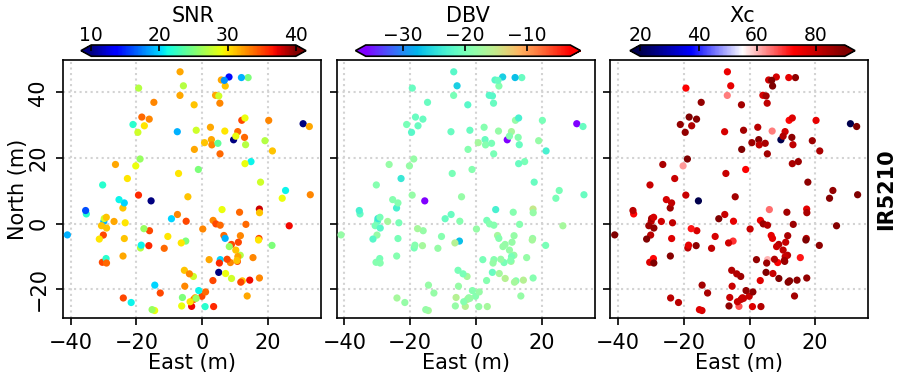 SNR DBV Xc
10 20 30 40 −30 −20 −10 20 40 60 80
40
20
0
−20
North (m)
IR5210
−40 −20 0 20 −40 −20 0 20 −40 −20 0 20
East (m) East (m) East (m)